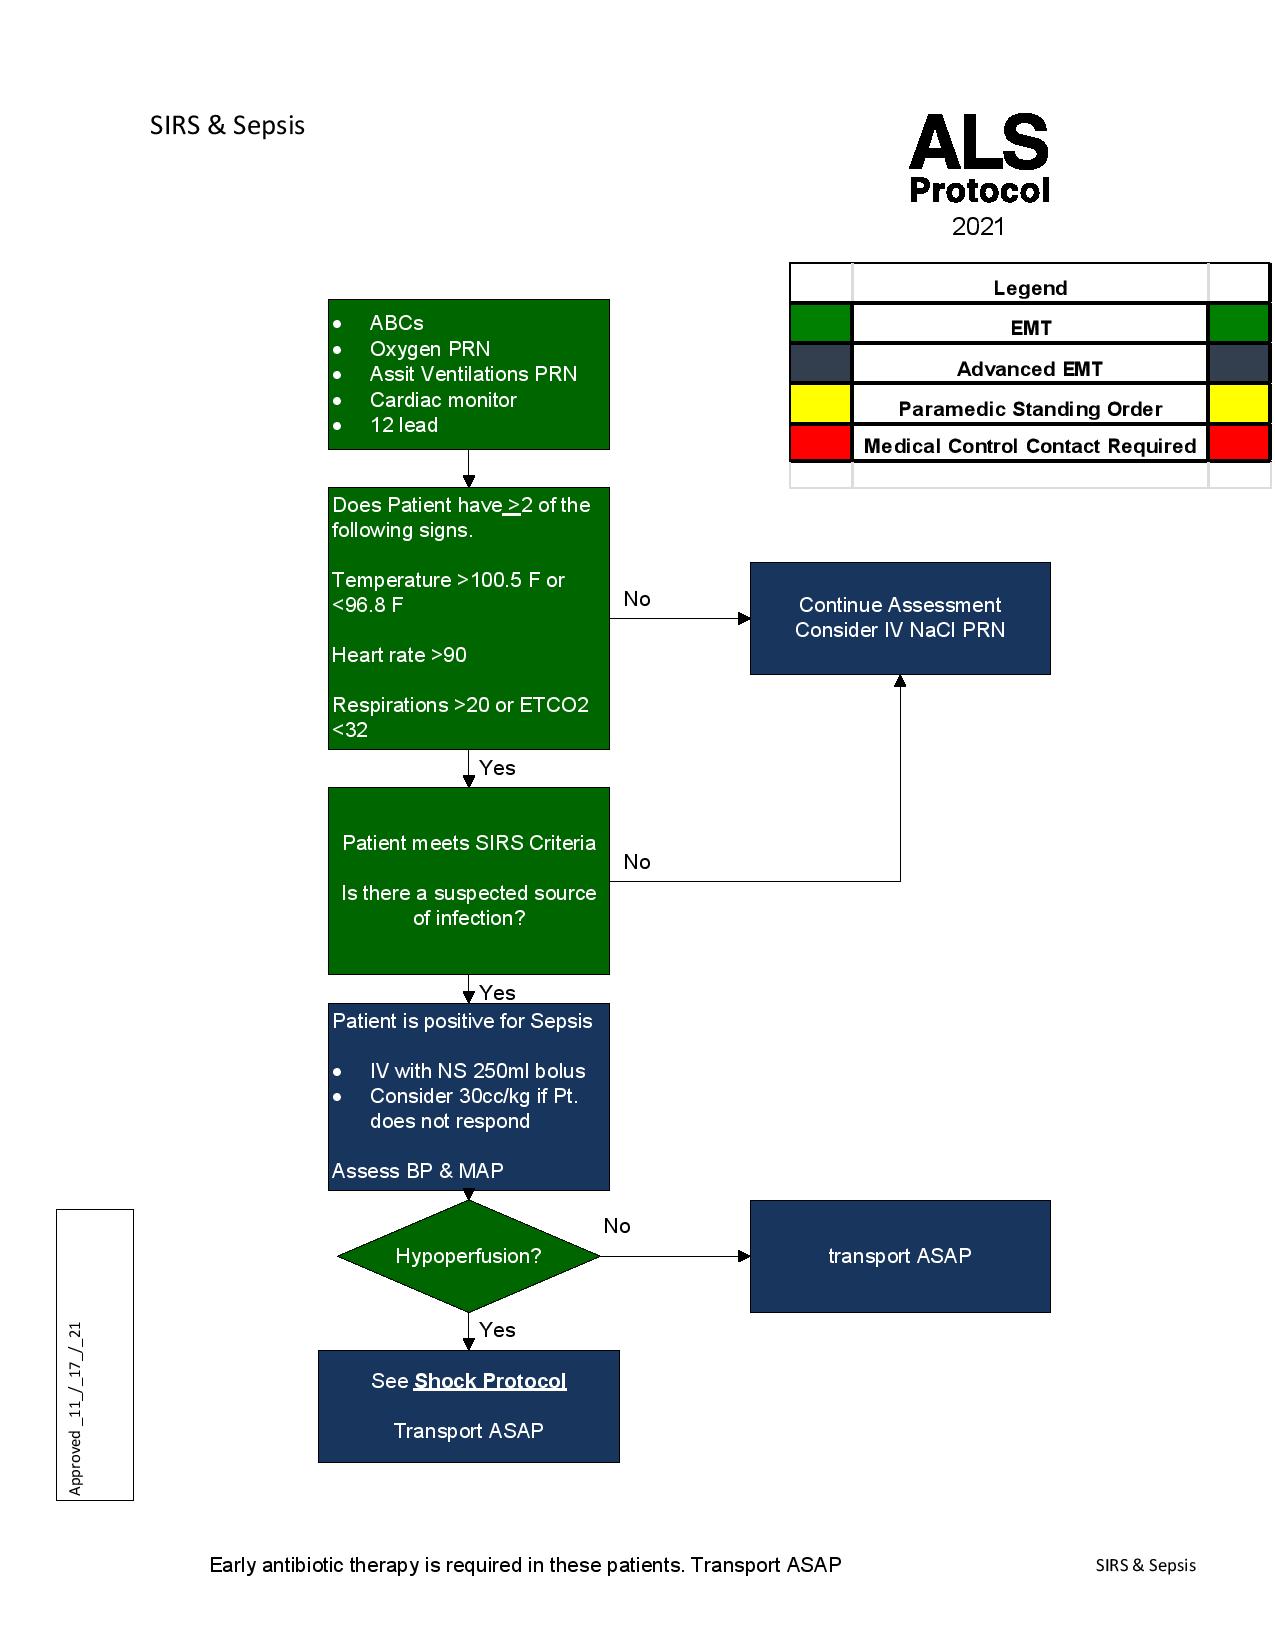 SIRS & Sepsis
ALS
Protocol
2021
Legend
EMT
Advanced EMT
Paramedic Standing Order
Medical Control Contact Required
• ABCs
• Oxygen PRN
• Assit Ventilations PRN
• Cardiac monitor
• 12 lead
Does Patient have >2 of the
following signs.
Temperature >100.5 F or
<96.8 F
Heart rate >90
Respirations >20 or ETCO2
<32
No
Continue Assessment
Consider IV NaCl PRN
Yes
Patient meets SIRS Criteria
Is there a suspected source
of infection?
No
Yes
Patient is positive for Sepsis
• IV with NS 250ml bolus
• Consider 30cc/kg if Pt.
does not respond
Assess BP & MAP
Hypoperfusion?
No
transport ASAP
Yes
See Shock Protocol
Transport ASAP
Approved _11_/_17_/_21
Early antibiotic therapy is required in these patients. Transport ASAP
SIRS & Sepsis